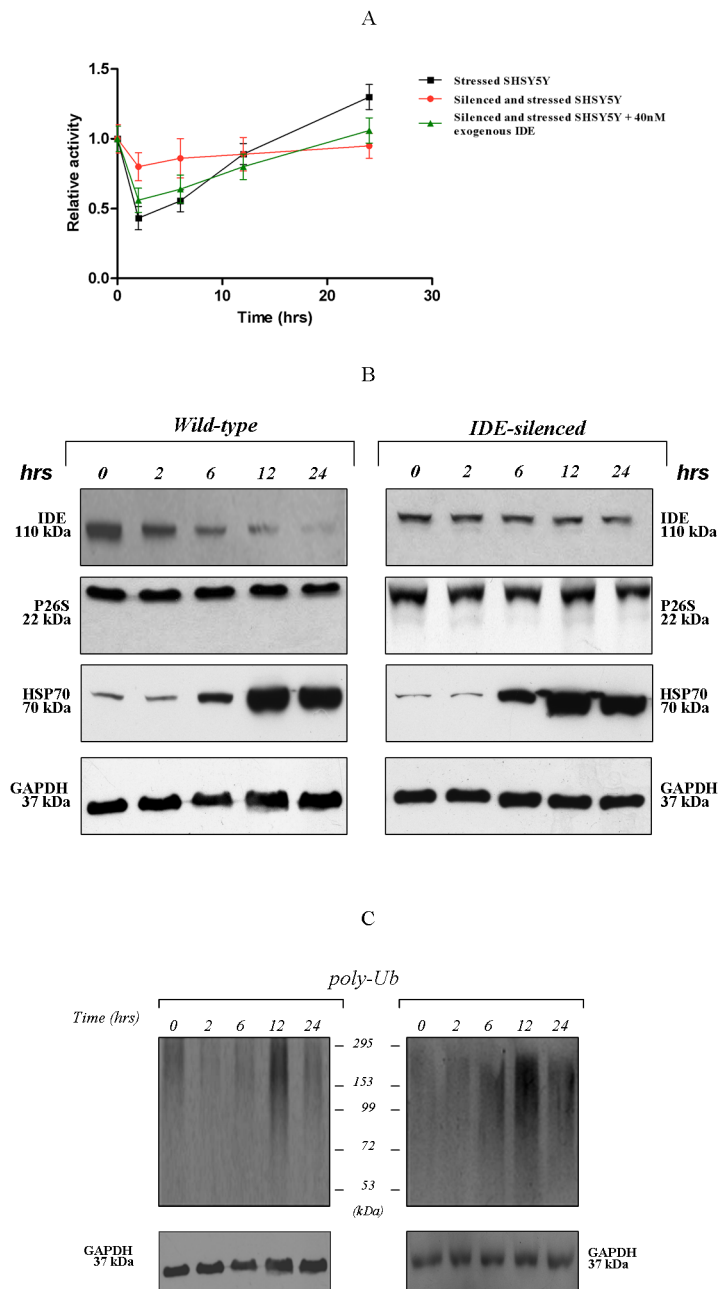 A
1.5
1.0
0.5
0.0
Relative activity
0 10 20 30
Time (hrs)
Stressed SHSY5Y
Silenced and stressed SHSY5Y
Silenced and stressed SHSY5Y + 40nM
exogenous IDE
B
Wild-type IDE-silenced
hrs 0 2 6 12 24 0 2 6 12 24 hrs
IDE
110 kDa
IDE
110 kDa
P26S
22 kDa
P26S
22 kDa
HSP70
70 kDa
HSP70
70 kDa
GAPDH
37 kDa
GAPDH
37 kDa
C
poly-Ub
Time (hrs) 0 2 6 12 24 0 2 6 12 24
295
153
99
72
53
(kDa)
GAPDH
37 kDa
GAPDH
37 kDa